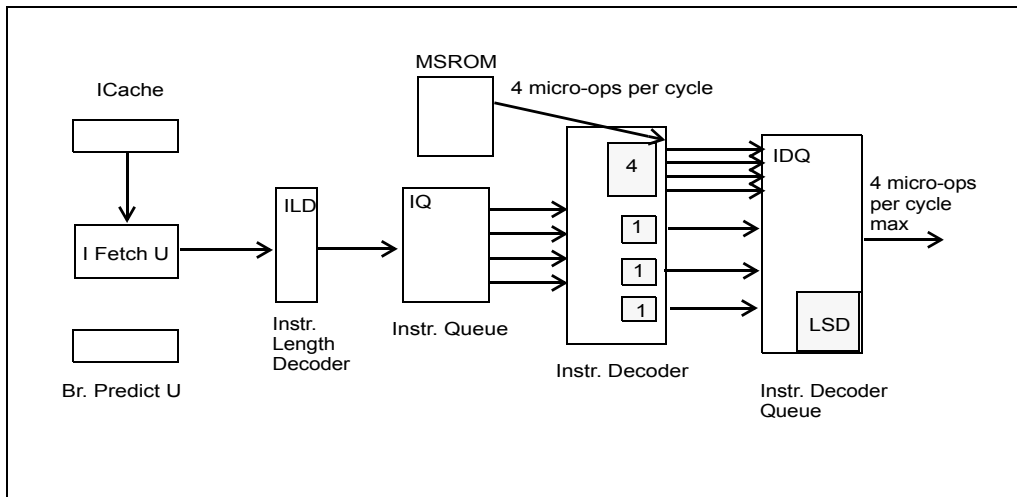 MSROM
4 micro-ops per cycle
ICache
4
IDQ
4 micro-ops
per cycle
max
ILD
IQ
1
I Fetch U
1
1
LSD
Instr.
Length
Decoder
Instr. Queue
Instr. Decoder
Br. Predict U
Instr. Decoder
Queue